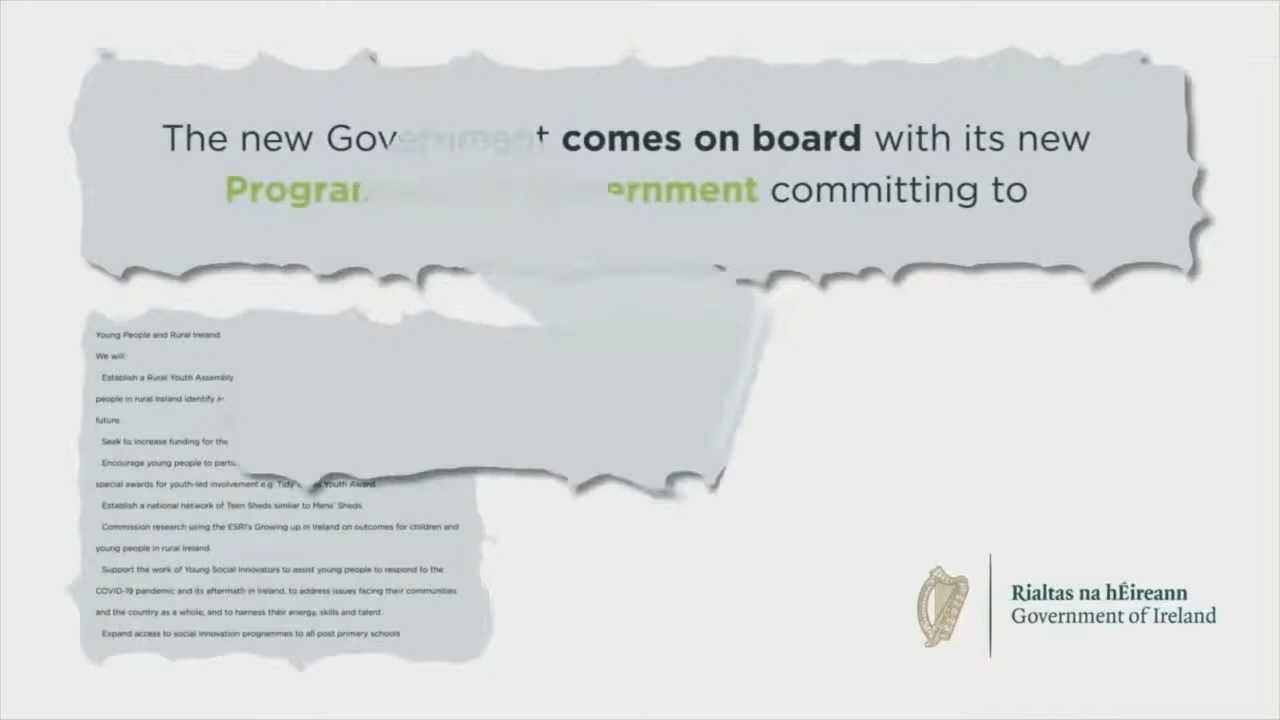 The new Gov t comes on board with its new
Progra ernment committing to
Young People and Rural Ireland
We will:
Establish a Rural Youth Assembly
people in rural Ireland identify
future.
Seek to increase funding for the
Encourage young people to
special awards for youth-led involvement e.g. Tidy Youth Award.
Establish a national network of Teen Sheds similar to Mens' Sheds.
Commission research using the ESRI's Growing up in Ireland on outcomes for children and
young people in rural Ireland.
Support the work of Young Social Innovators to assist young people to respond to the
COVID-19 pandemic and its aftermath in Ireland, to address issues facing their communities
and the country as a whole, and to harness their energy, skills and talent.
Expand access to social innovation programmes to all post primary schools
Rialtas na hÉireann
Government of Ireland